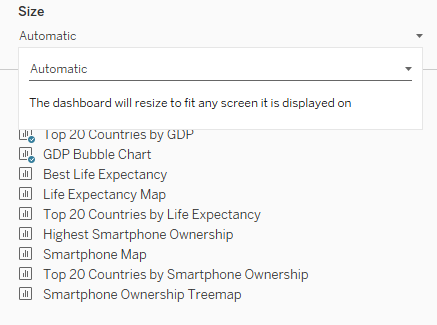 Size
Automatic
Automatic
The dashboard will resize to fit any screen it is displayed on
Top 20 Countries by GDP
GDP Bubble Chart
Best Life Expectancy
Life Expectancy Map
Top 20 Countries by Life Expectancy
Highest Smartphone Ownership
Smartphone Map
Top 20 Countries by Smartphone Ownership
Smartphone Ownership Treemap